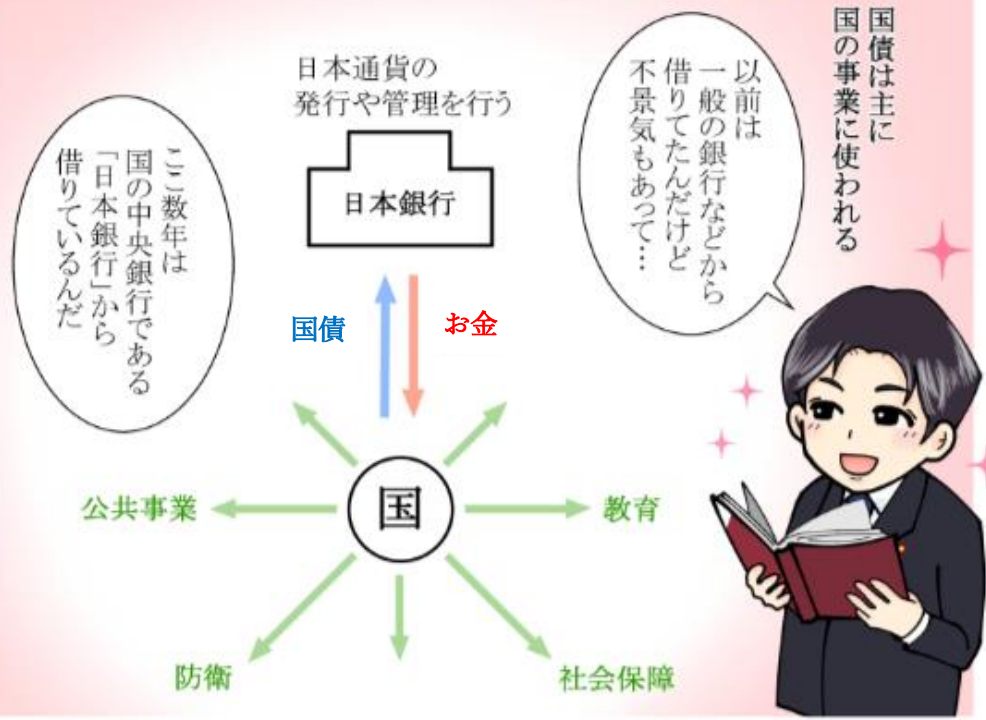 国債は主に
国の事業に使われる
以前は
一般の銀行などから
借りてたんだけど
不景気もあって…
日本通貨の
発行や管理を行う
日本銀行
ここ数年は
国の中央銀行である
「日本銀行」から
借りているんだ
国債
お金
国
公共事業
教育
防衛
社会保障